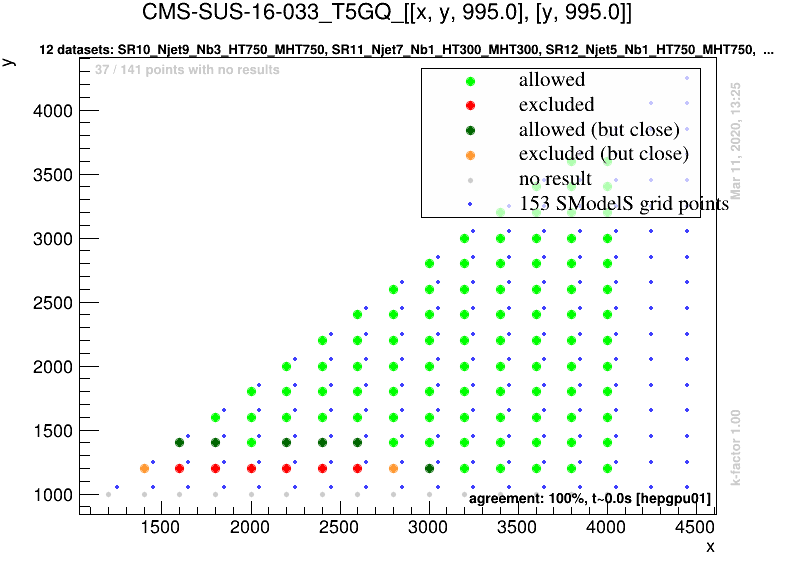 CMS-SUS-16-033_T5GQ_[[x, y, 995.0], [y, 995.0]]
12 datasets: SR10_Njet9_Nb3_HT750_MHT750, SR11_Njet7_Nb1_HT300_MHT300, SR12_Njet5_Nb1_HT750_MHT750, ...
y
37 / 141 points with no results
allowed
excluded
allowed (but close)
excluded (but close)
no result
153 SModelS grid points
Mar 11, 2020, 13:25
k-factor 1.00
4000
3500
3000
2500
2000
1500
1000
agreement: 100%, t~0.0s [hepgpu01]
1500 2000 2500 3000 3500 4000 4500
x